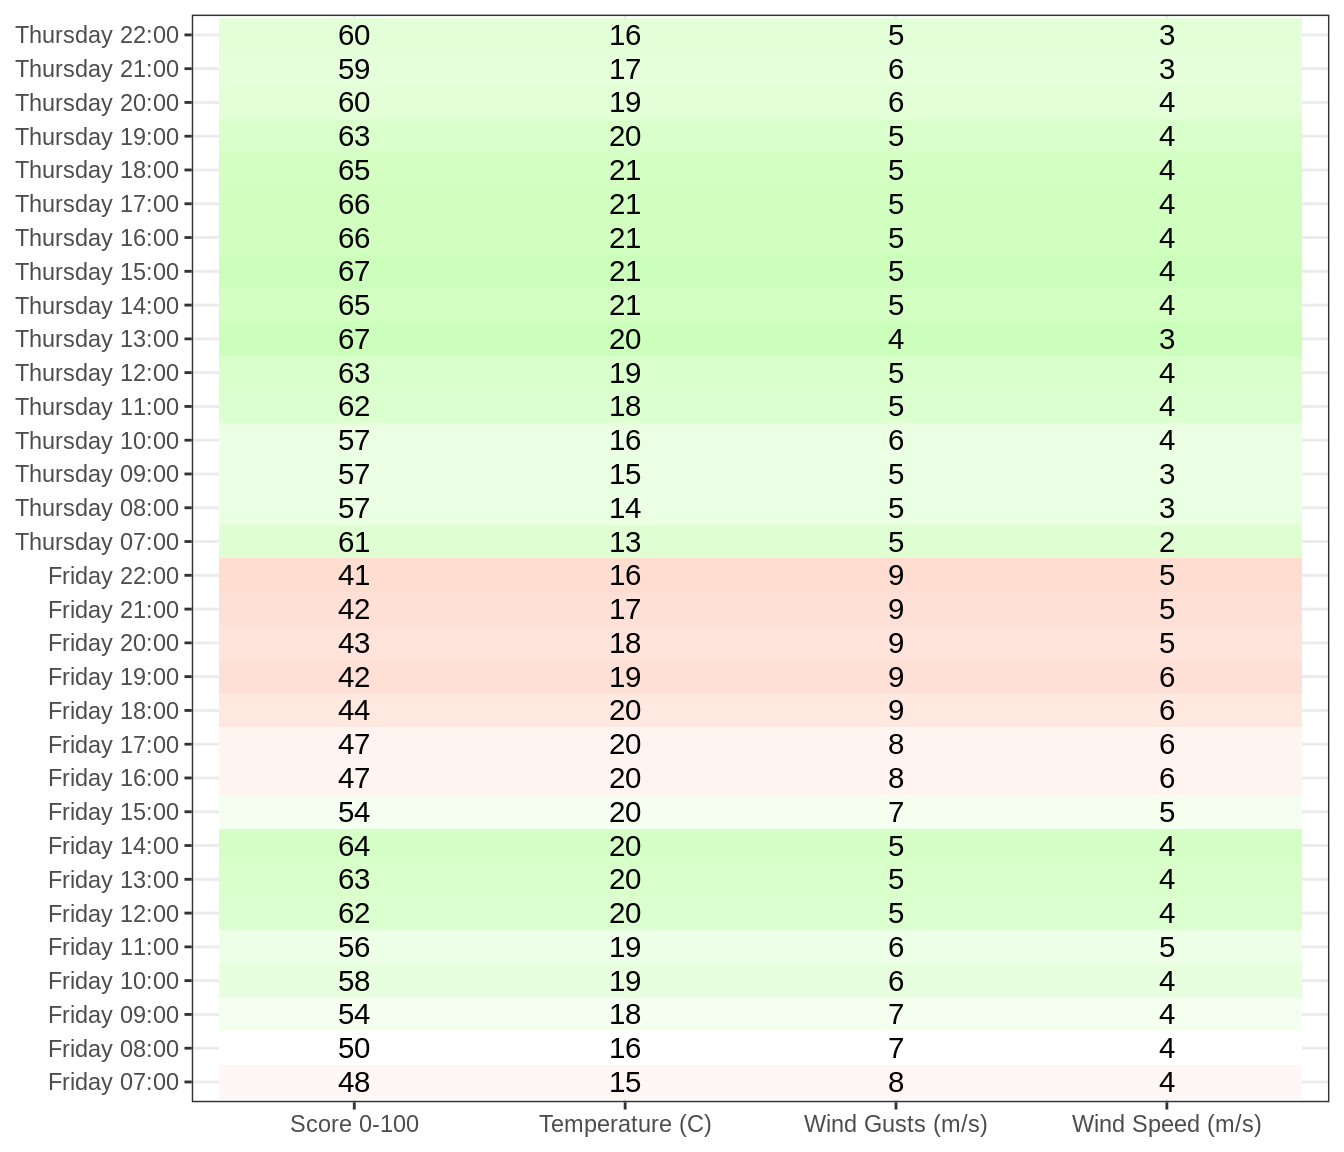 Thursday 22:00 60 16 5 3
Thursday 21:00 59 17 6 3
Thursday 20:00 60 19 6 4
Thursday 19:00 63 20 5 4
Thursday 18:00 65 21 5 4
Thursday 17:00 66 21 5 4
Thursday 16:00 66 21 5 4
Thursday 15:00 67 21 5 4
Thursday 14:00 65 21 5 4
Thursday 13:00 67 20 4 3
Thursday 12:00 63 19 5 4
Thursday 11:00 62 18 5 4
Thursday 10:00 57 16 6 4
Thursday 09:00 57 15 5 3
Thursday 08:00 57 14 5 3
Thursday 07:00 61 13 5 2
Friday 22:00 41 16 9 5
Friday 21:00 42 17 9 5
Friday 20:00 43 18 9 5
Friday 19:00 42 19 9 6
Friday 18:00 44 20 9 6
Friday 17:00 47 20 8 6
Friday 16:00 47 20 8 6
Friday 15:00 54 20 7 5
Friday 14:00 64 20 5 4
Friday 13:00 63 20 5 4
Friday 12:00 62 20 5 4
Friday 11:00 56 19 6 5
Friday 10:00 58 19 6 4
Friday 09:00 54 18 7 4
Friday 08:00 50 16 7 4
Friday 07:00 48 15 8 4
Score 0-100 Temperature (C) Wind Gusts (m/s) Wind Speed (m/s)